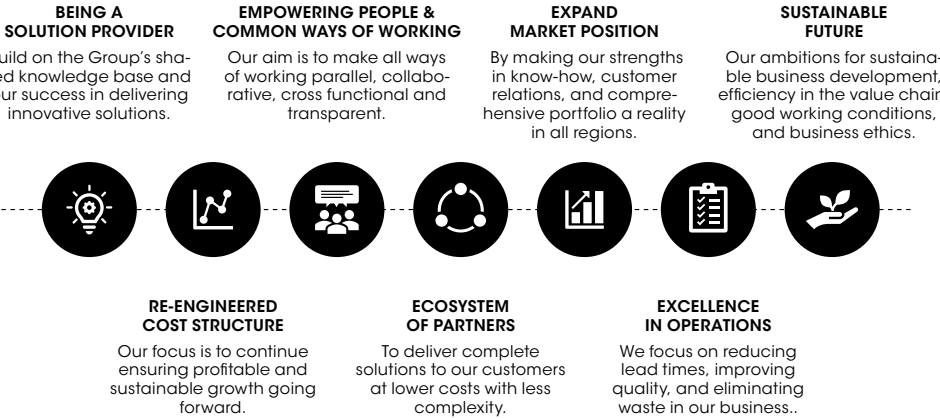 BEING A
SOLUTION PROVIDER
uild on the Group's sha-
ed knowledge base and
ur success in delivering
innovative solutions.
EMPOWERING PEOPLE &
COMMON WAYS OF WORKING
Our aim is to make all ways
of working parallel, collabo-
rative, cross functional and
transparent.
EXPAND
MARKET POSITION
By making our strengths
in know-how, customer
relations, and compre-
hensive portfolio a reality
in all regions.
SUSTAINABLE
FUTURE
Our ambitions for sustaina-
ble business development,
efficiency in the value chain
good working conditions,
and business ethics.
RE-ENGINEERED
COST STRUCTURE
Our focus is to continue
ensuring profitable and
sustainable growth going
forward.
ECOSYSTEM
OF PARTNERS
To deliver complete
solutions to our customers
at lower costs with less
complexity.
EXCELLENCE
IN OPERATIONS
We focus on reducing
lead times, improving
quality, and eliminating
waste in our business..